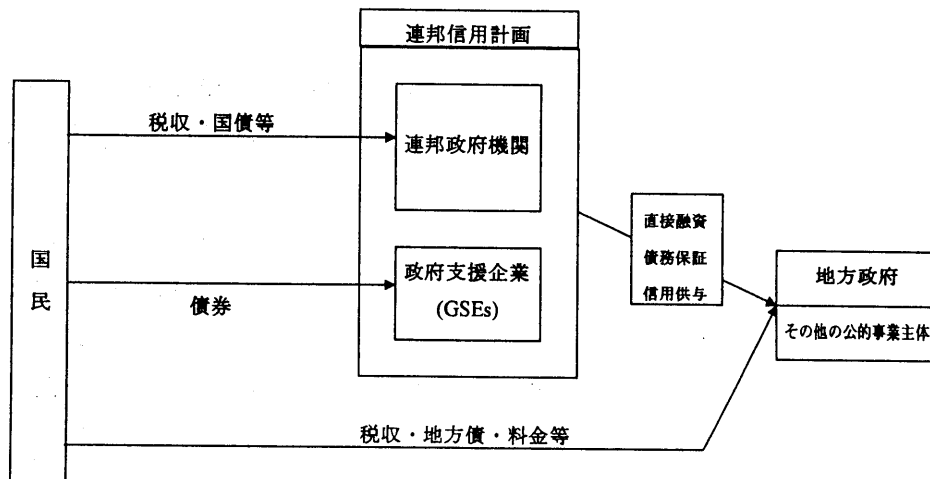 連邦信用計画
税収・国債等
連邦政府機関
国民
債券
政府支援企業
(GSEs)
直接融資
債務保証
信用供与
地方政府
その他の公的事業主体
税収・地方債・料金等